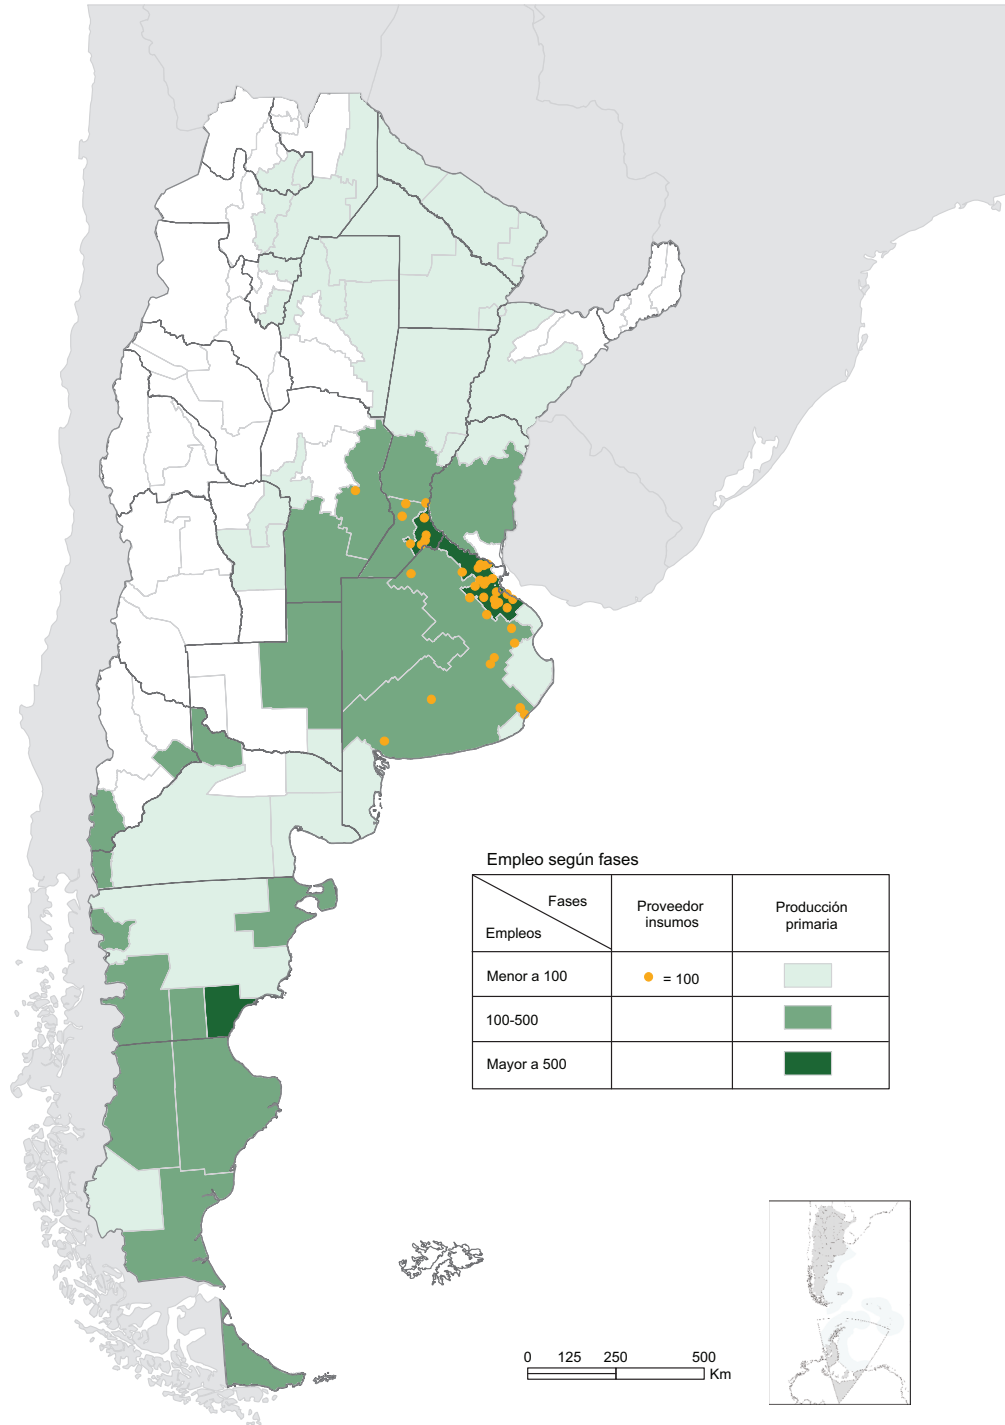 Empleo según fases
Fases
Empleos
Proveedor
insumos
Producción
primaria
Menor a 100
= 100
100-500
Mayor a 500
0 125 250 500
Km